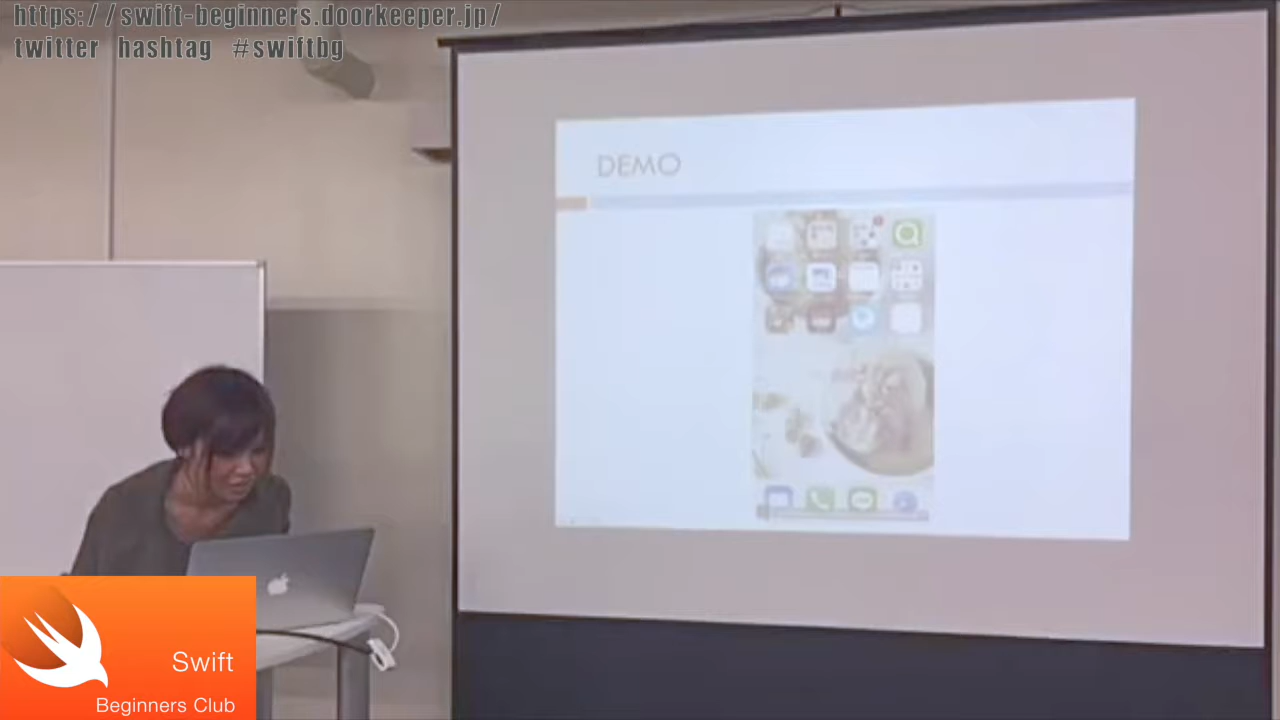 https://swift-beginners.doorkeeper.jp/
twitter hashtag #swiftbg
DEMO
Swift
Beginners Club